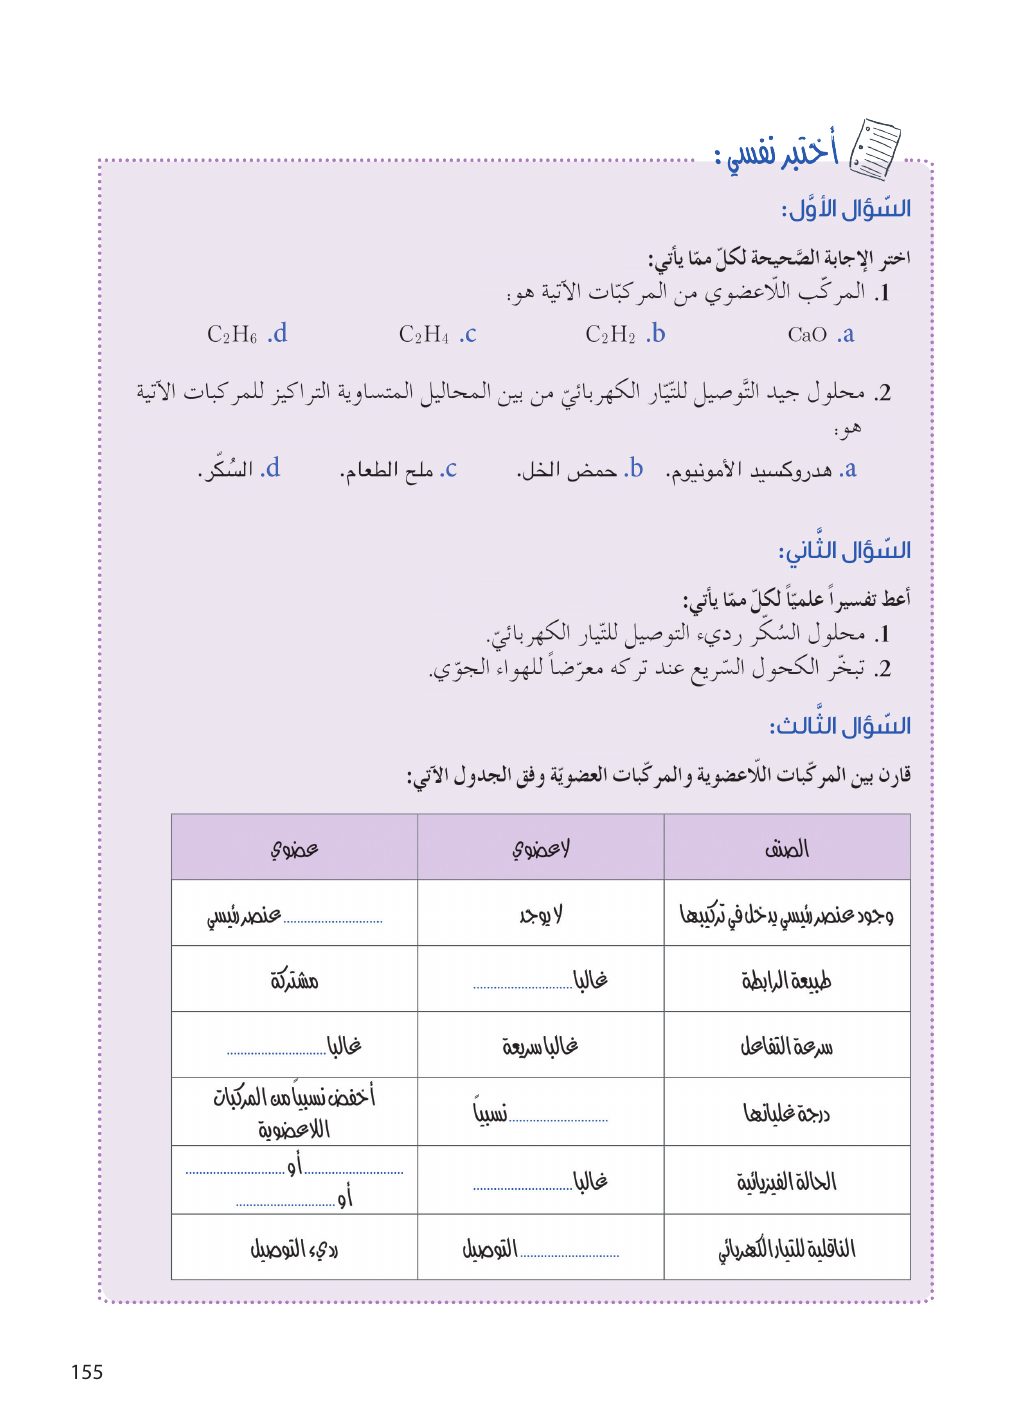 أختبر نفسي:
السّؤال الأوَّل:
اختر الإجابة الصَّحيحة لكلّ ممّا يأتي:
1. المركّب اللّاعضوي من المركبّات الآتية هو:
a. CaO b. C₂H₂ c. C₂H₄ d. C₂H₆
2. محلول جيد التَّوصيل للتّيّار الكهربائيّ من بين المحاليل المتساوية التراكيز للمركبات الآتية
هو:
a. هدروكسيد الأمونيوم. b. حمض الخل. c. ملح الطعام. d. السُكّر.
السّؤال الثَّاني:
أعط تفسيراً علميّاً لكلّ ممّا يأتي:
1. محلول السُكّر رديء التوصيل للتّيار الكهربائيّ.
2. تبخّر الكحول السّريع عند تركه معرّضاً للهواء الجوّي.
السّؤال الثَّالث:
قارن بين المركّبات اللّاعضوية والمركّبات العضويّة وفق الجدول الآتي:
الصنف لاعضوي عضوي
وجود عنصر رئيسي يدخل في تركيبها لا يوجد .......................... عنصر رئيسي
طبيعة الرابطة غالبا .......................... مشتركة
سرعة التفاعل غالبا سريعة غالبا ..........................
درجة غليانها .......................... نسبياً أخفض نسبياً من المركبات
اللاعضوية
الحالة الفيزيائية غالبا .......................... .......................... أو ..........................
أو ..........................
الناقلية للتيار الكهربائي .......................... التوصيل رديء التوصيل
155